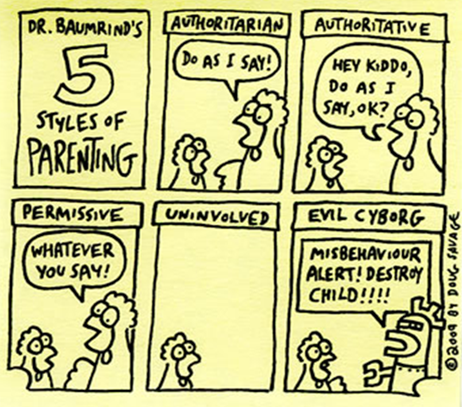 DR. BAUMRIND'S
5
STYLES OF
PARENTING
AUTHORITARIAN
DO AS I SAY!
AUTHORITATIVE
HEY KIDDO,
DO AS I
SAY, OK?
PERMISSIVE
WHATEVER
YOU SAY!
UNINVOLVED
EVIL CYBORG
MISBEHAVIOUR
ALERT! DESTROY
CHILD!!!!
© 2009 BY DOUG SAVAGE